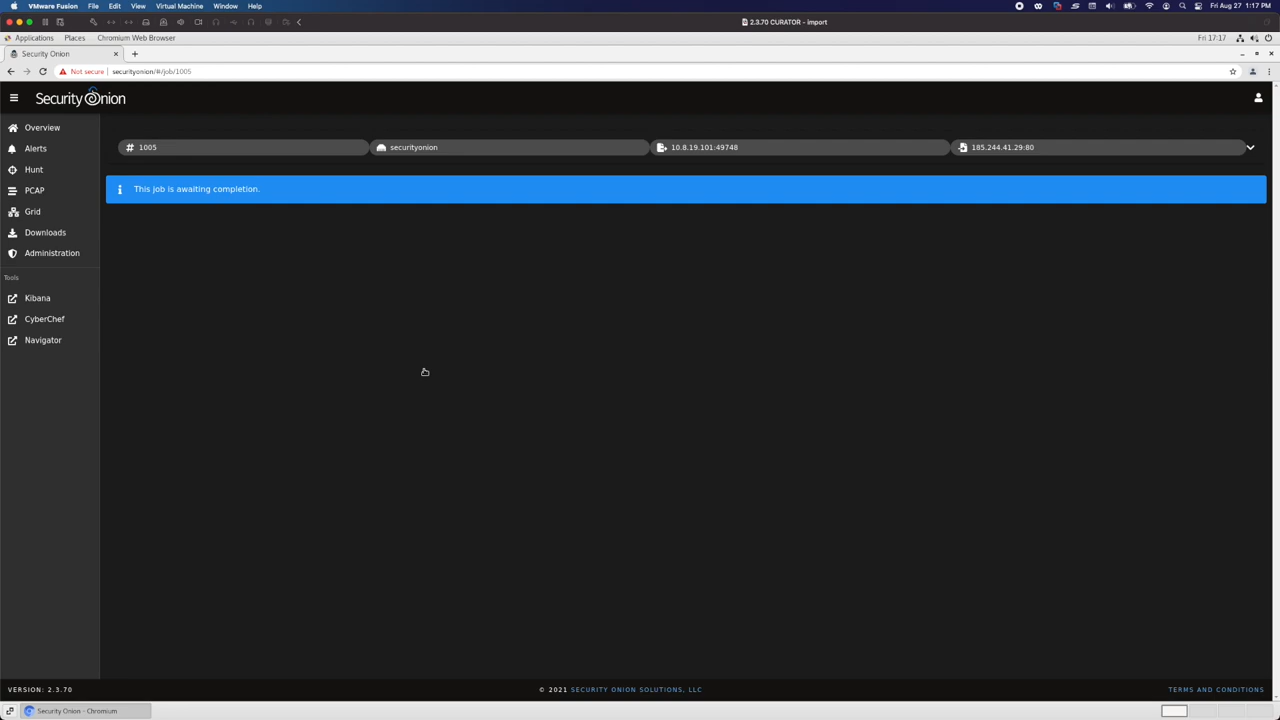 VMware Fusion File Edit View Virtual Machine Window Help Fri Aug 27 1:17 PM
2.3.70 CURATOR - import
Applications Places Chromium Web Browser Fri 17:17
Security Onion
Not secure securityonion/#/job/1005
Security Onion
# 1005 securityonion 10.8.19.101:49748 185.244.41.29:80
This job is awaiting completion.
Overview
Alerts
Hunt
PCAP
Grid
Downloads
Administration
Tools
Kibana
CyberChef
Navigator
VERSION: 2.3.70 © 2021 SECURITY ONION SOLUTIONS, LLC TERMS AND CONDITIONS
Security Onion - Chromium